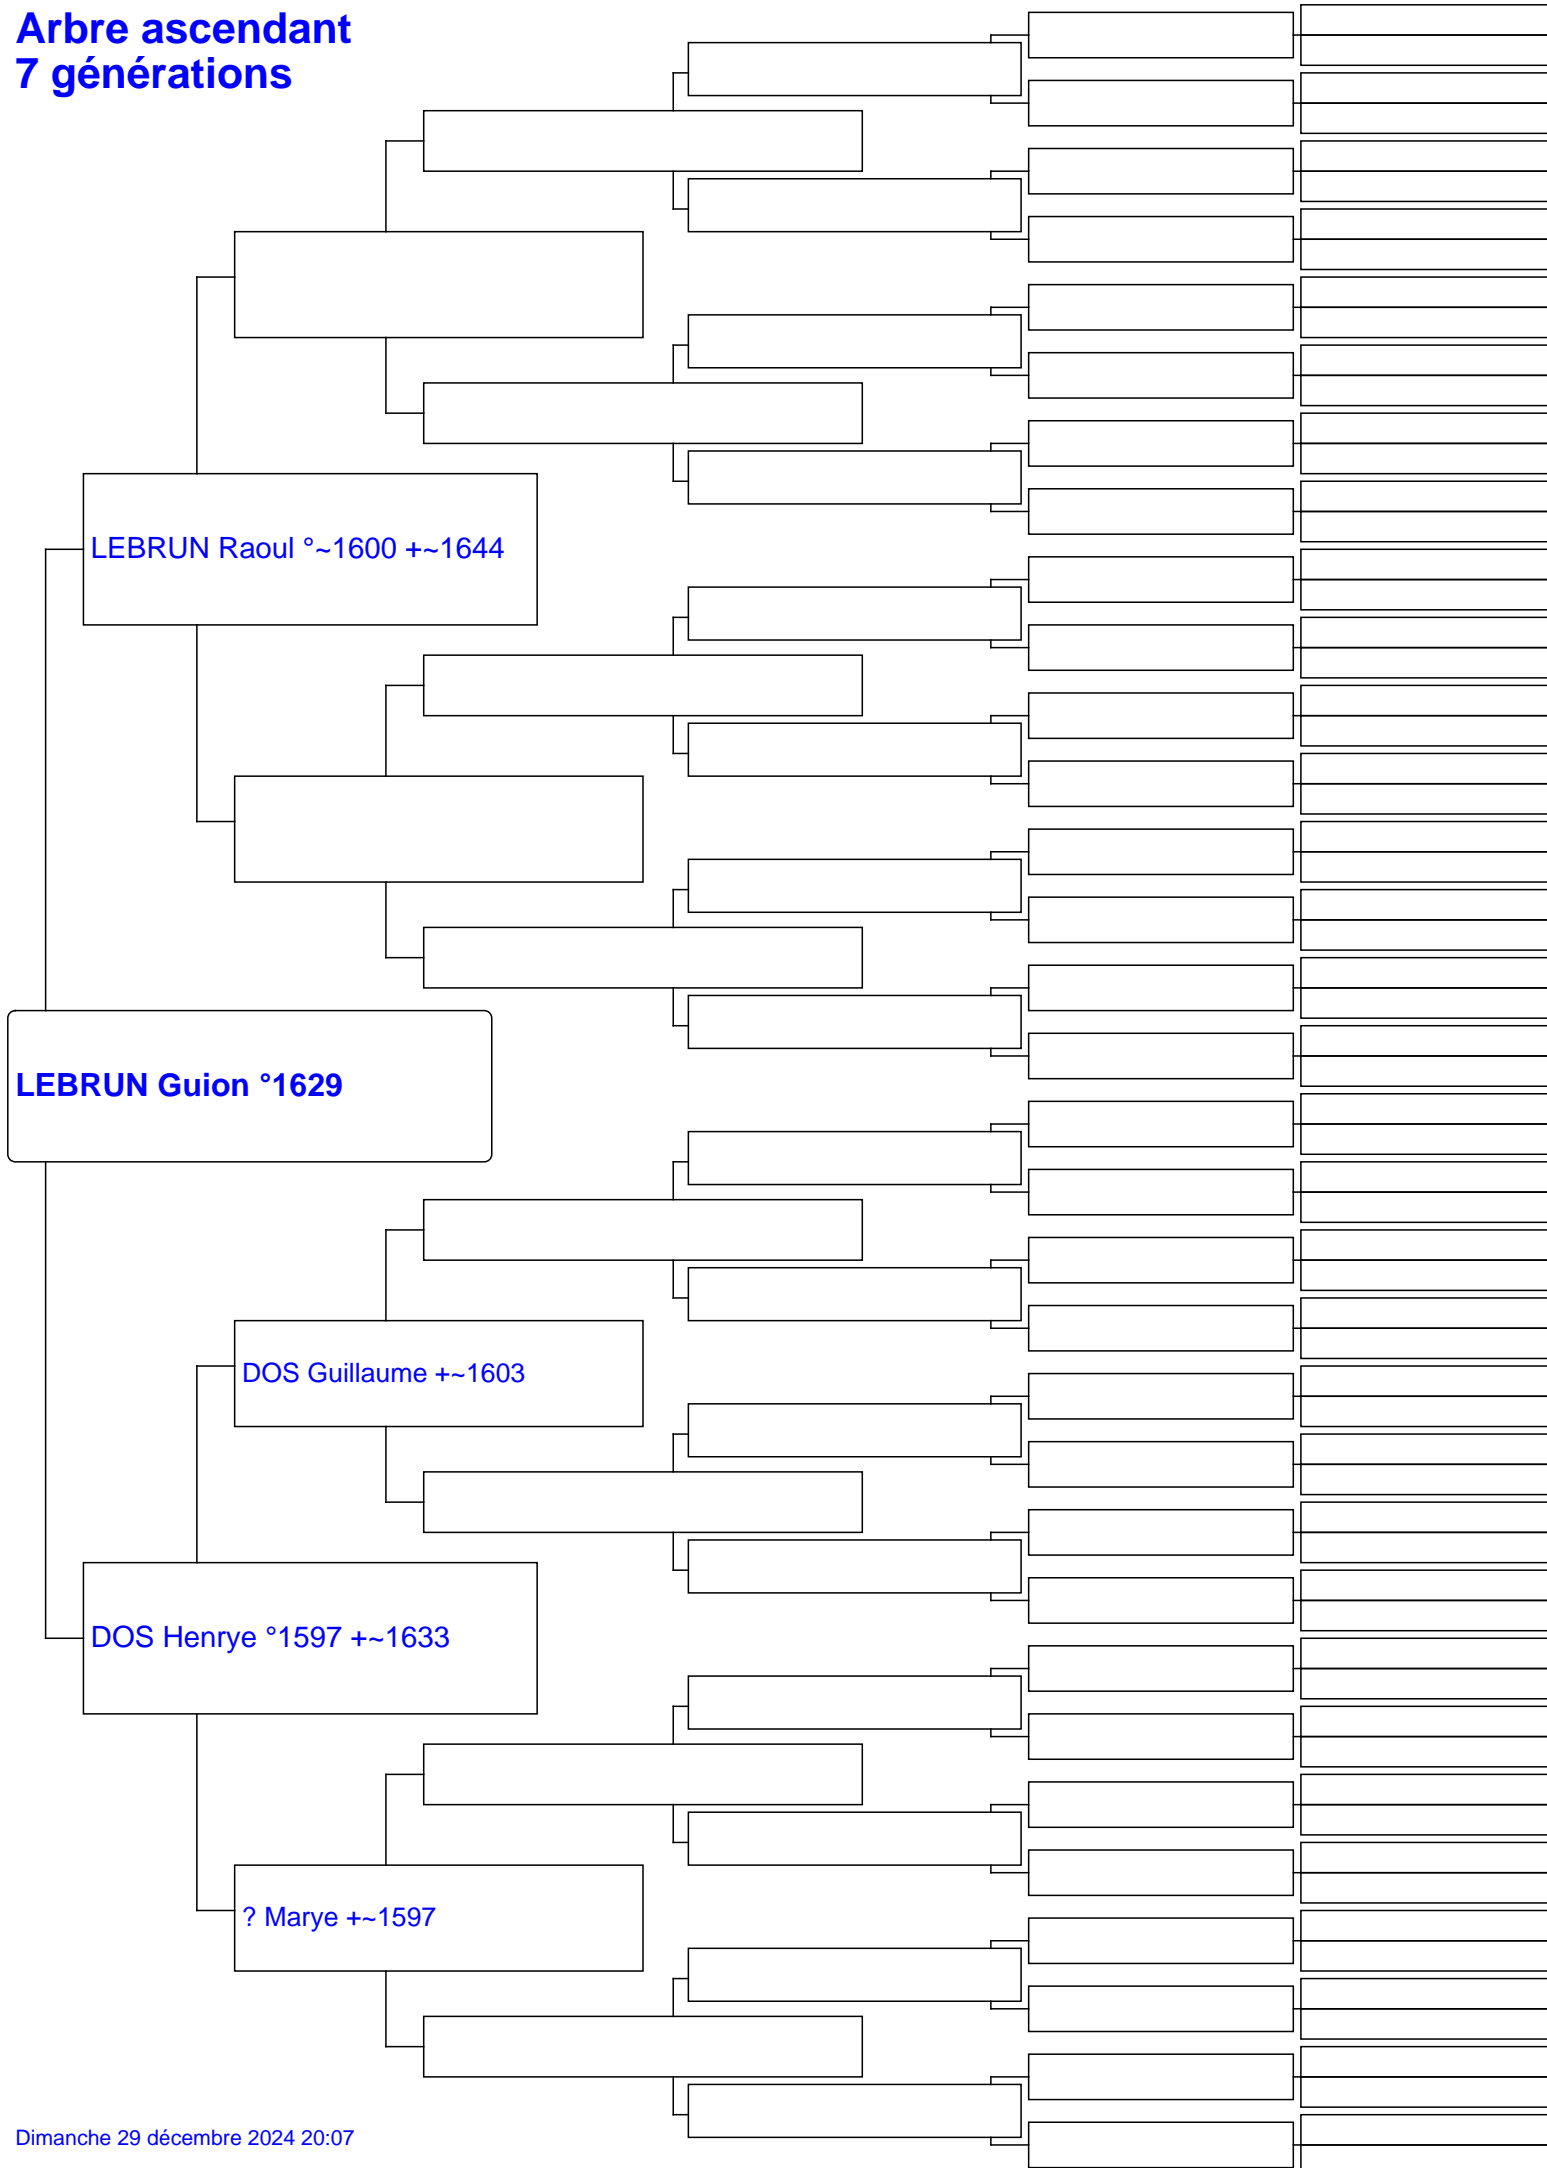 Arbre ascendant
7 générations
LEBRUN Raoul °~1600 +~1644
LEBRUN Guion °1629
DOS Guillaume +~1603
DOS Henrye °1597 +~1633
? Marye +~1597
Dimanche 29 décembre 2024 20:07